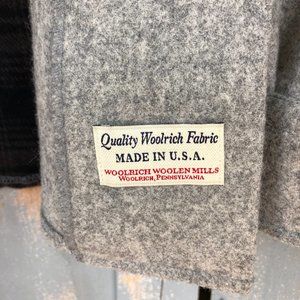 Quality Woolrich Fabric
MADE IN U.S.A.
WOOLRICH WOOLEN MILLS
WOOLRICH, PENNSYLVANIA